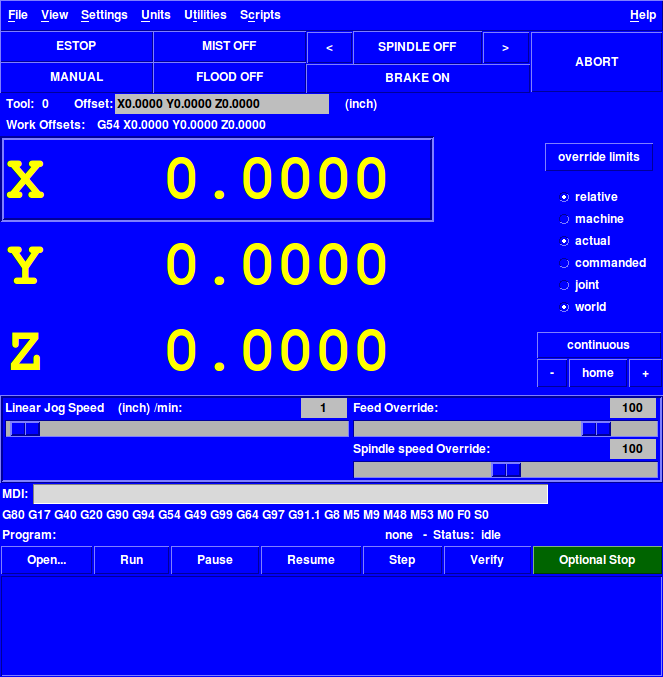 File View Settings Units Utilities Scripts Help
ESTOP MIST OFF < SPINDLE OFF > ABORT
MANUAL FLOOD OFF BRAKE ON
Tool: 0 Offset: X0.0000 Y0.0000 Z0.0000 (inch)
Work Offsets: G54 X0.0000 Y0.0000 Z0.0000
override limits
X 0.0000
relative
machine
Y 0.0000
actual
commanded
joint
world
Z 0.0000
continuous
- home +
Linear Jog Speed (inch) /min: 1 Feed Override: 100
Spindle speed Override: 100
MDI:
G80 G17 G40 G20 G90 G94 G54 G49 G99 G64 G97 G91.1 G8 M5 M9 M48 M53 M0 F0 S0
Program: none - Status: idle
Open... Run Pause Resume Step Verify Optional Stop